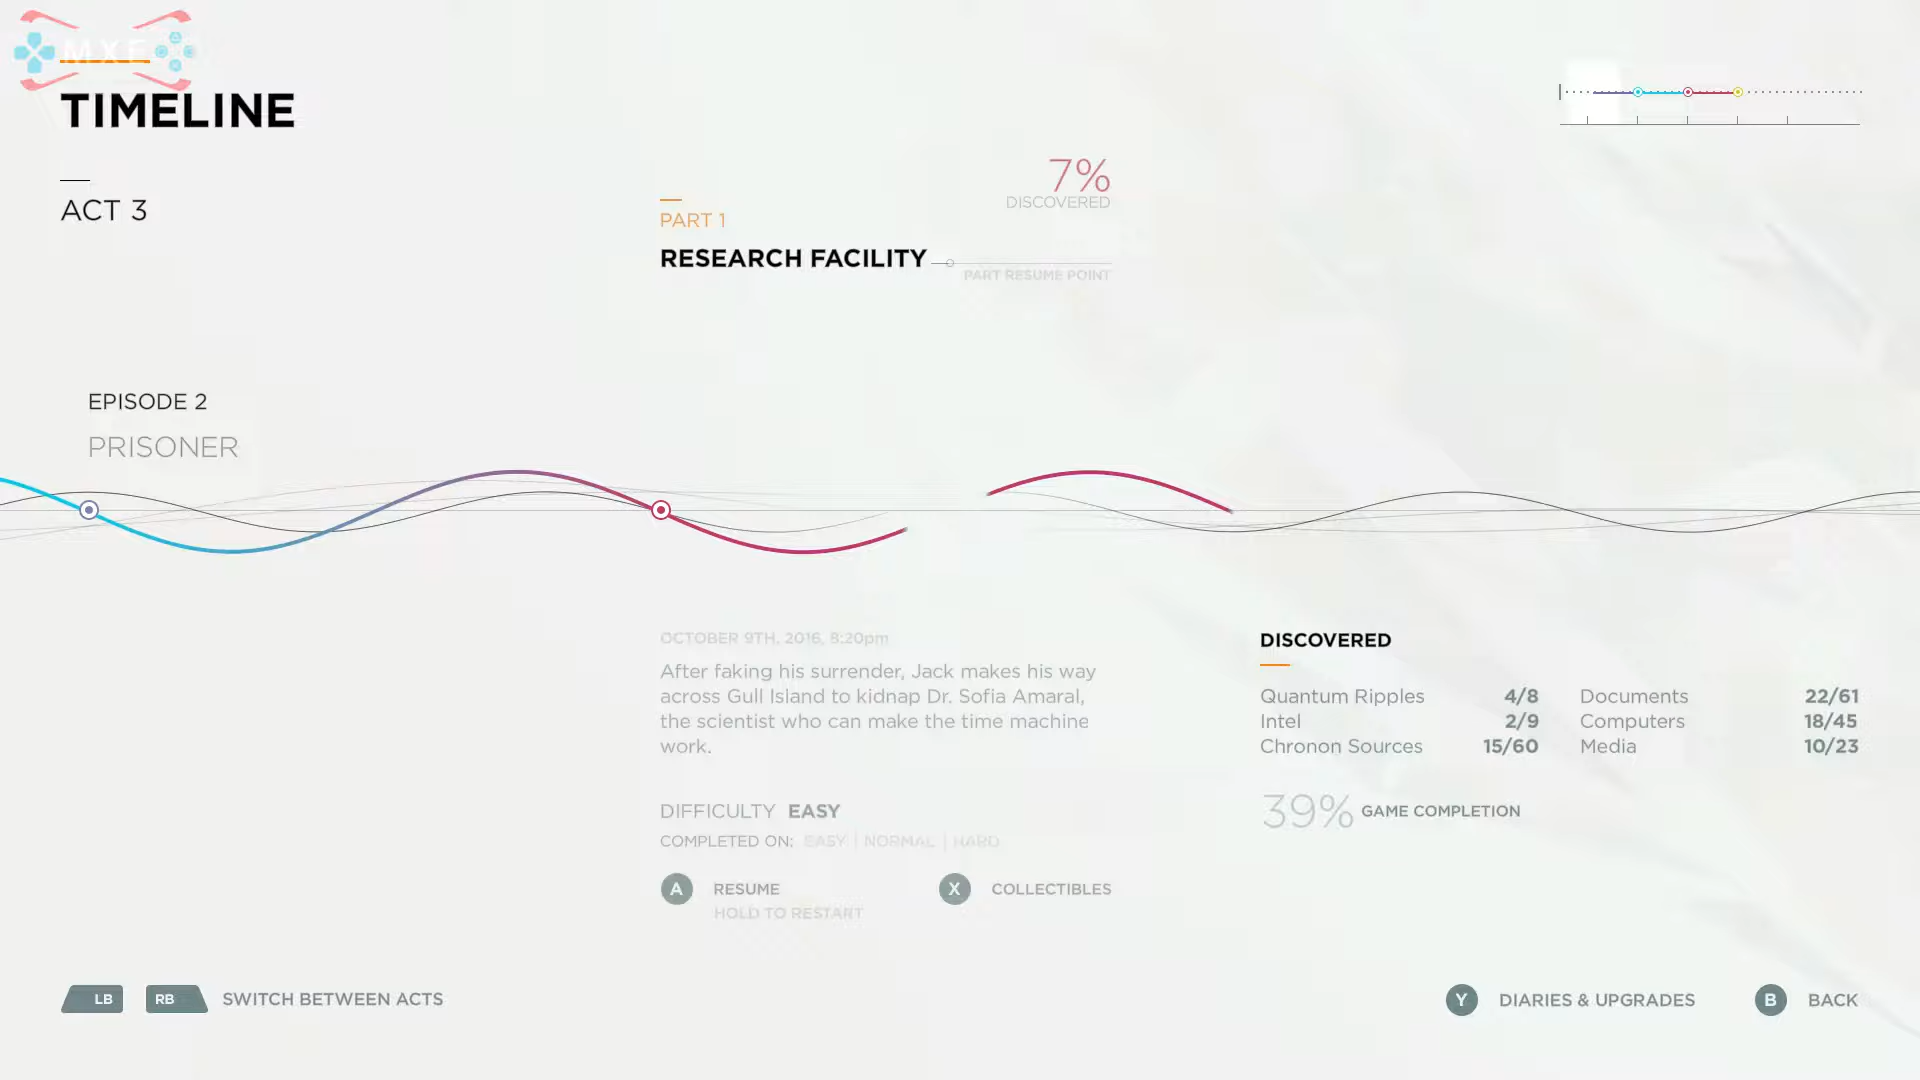 MXE
TIMELINE
ACT 3
7%
DISCOVERED
PART 1
RESEARCH FACILITY
PART RESUME POINT
EPISODE 2
PRISONER
OCTOBER 9TH, 2016, 8:20pm
After faking his surrender, Jack makes his way
across Gull Island to kidnap Dr. Sofia Amaral,
the scientist who can make the time machine
work.
DIFFICULTY EASY
COMPLETED ON: EASY | NORMAL | HARD
A RESUME
HOLD TO RESTART
X COLLECTIBLES
DISCOVERED
Quantum Ripples 4/8
Intel 2/9
Chronon Sources 15/60
Documents 22/61
Computers 18/45
Media 10/23
39% GAME COMPLETION
LB RB SWITCH BETWEEN ACTS
Y DIARIES & UPGRADES
B BACK